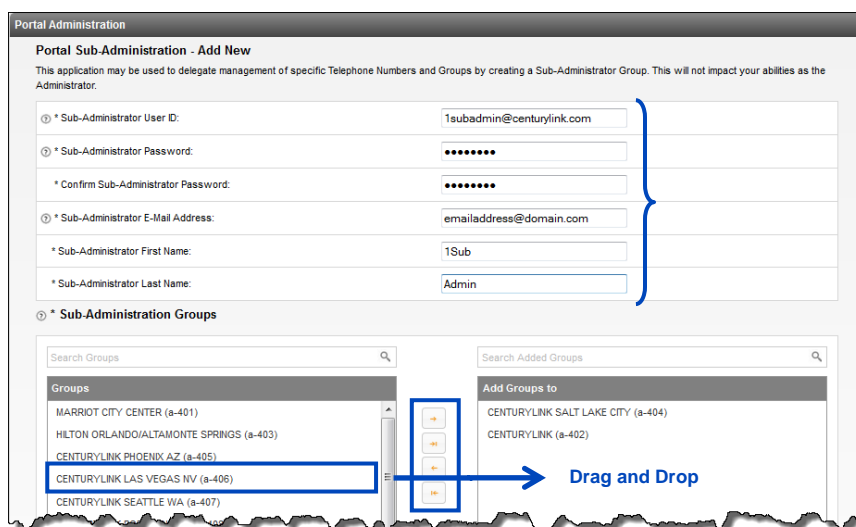 Portal Administration
Portal Sub-Administration - Add New
This application may be used to delegate management of specific Telephone Numbers and Groups by creating a Sub-Administrator Group. This will not impact your abilities as the
Administrator.
* Sub-Administrator User ID: 1subadmin@centurylink.com
* Sub-Administrator Password: ●●●●●●●●
* Confirm Sub-Administrator Password: ●●●●●●●●
* Sub-Administrator E-Mail Address: emailaddress@domain.com
* Sub-Administrator First Name: 1Sub
* Sub-Administrator Last Name: Admin
* Sub-Administration Groups
Search Groups
Search Added Groups
Groups
Add Groups to
MARRIOT CITY CENTER (a-401)
HILTON ORLANDO/ALTAMONTE SPRINGS (a-403)
CENTURYLINK PHOENIX AZ (a-405)
CENTURYLINK LAS VEGAS NV (a-406)
CENTURYLINK SEATTLE WA (a-407)
CENTURYLINK SALT LAKE CITY (a-404)
CENTURYLINK (a-402)
Drag and Drop